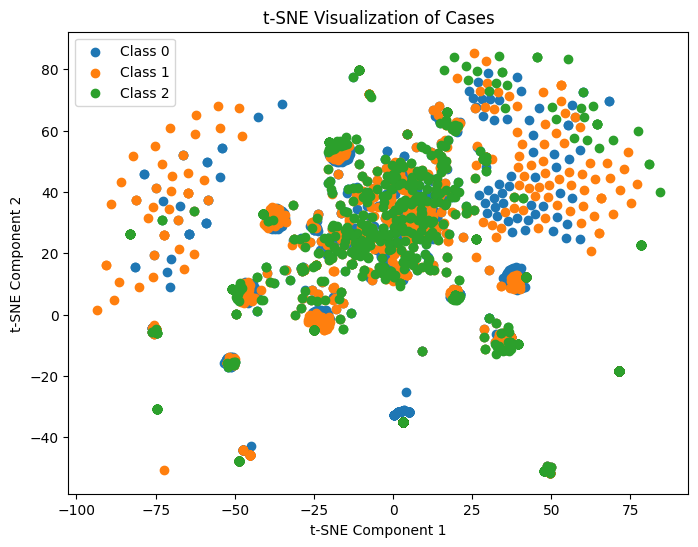 t-SNE Visualization of Cases
Class 0
Class 1
Class 2
t-SNE Component 2
80
60
40
20
0
−20
−40
−100
−75
−50
−25
0
25
50
75
t-SNE Component 1